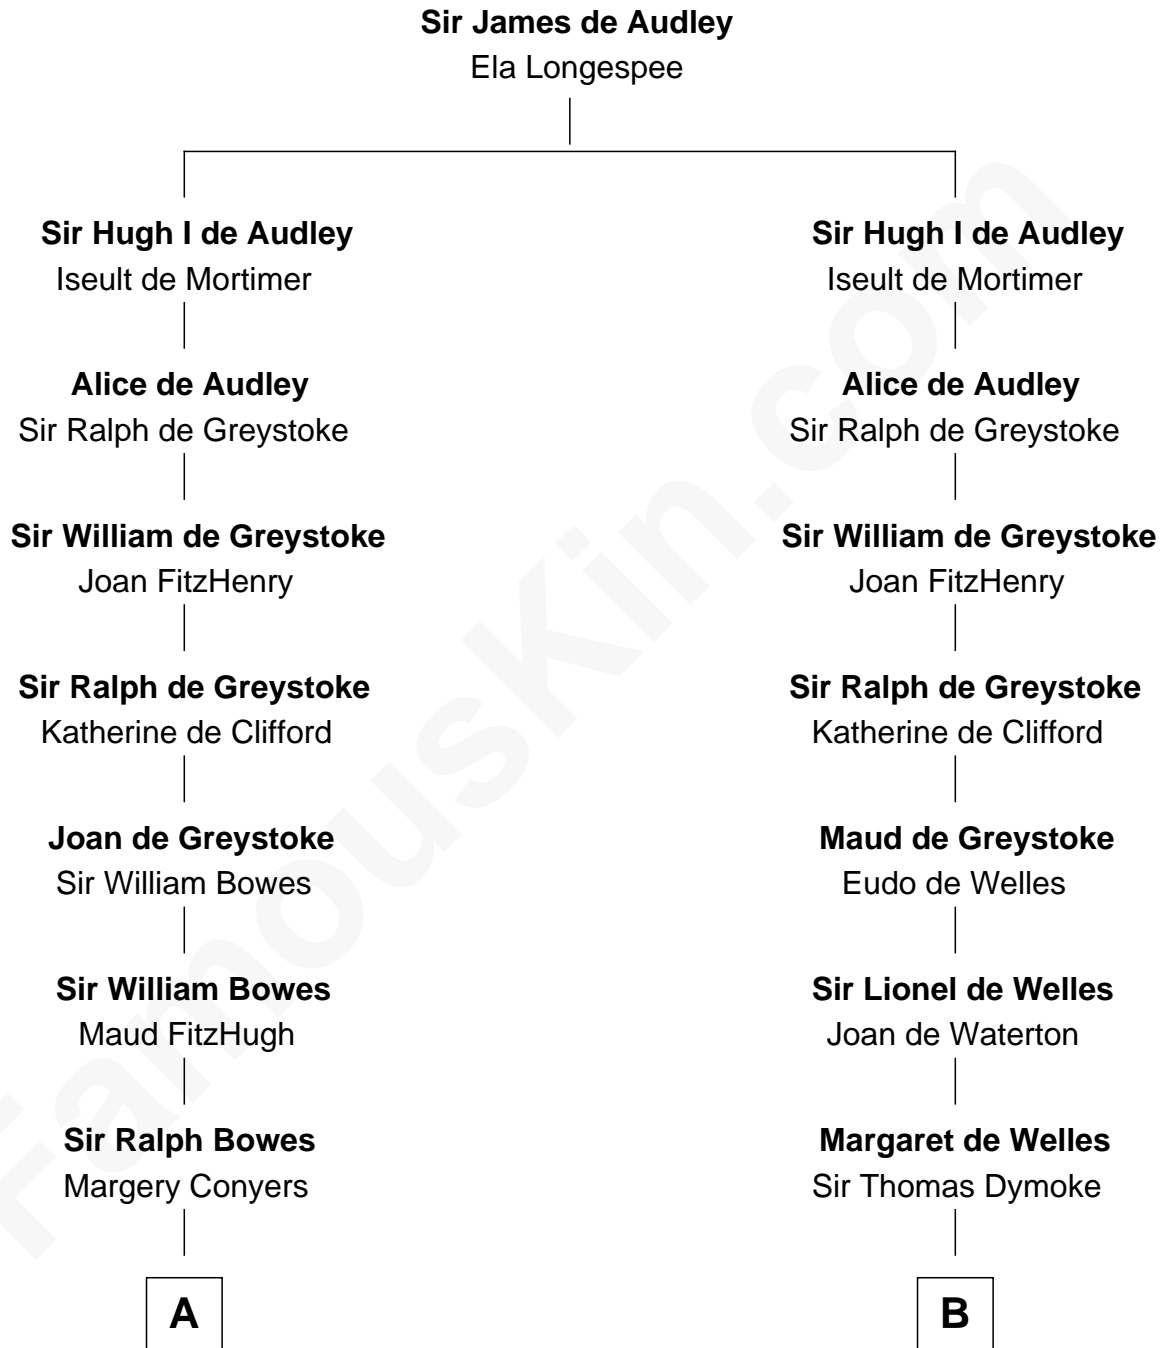 Sir James de Audley
Ela Longespee
Sir Hugh I de Audley
Iseult de Mortimer
Alice de Audley
Sir Ralph de Greystoke
Sir William de Greystoke
Joan FitzHenry
Sir Ralph de Greystoke
Katherine de Clifford
Joan de Greystoke
Sir William Bowes
Sir William Bowes
Maud FitzHugh
Sir Ralph Bowes
Margery Conyers
A
Sir Hugh I de Audley
Iseult de Mortimer
Alice de Audley
Sir Ralph de Greystoke
Sir William de Greystoke
Joan FitzHenry
Sir Ralph de Greystoke
Katherine de Clifford
Maud de Greystoke
Eudo de Welles
Sir Lionel de Welles
Joan de Waterton
Margaret de Welles
Sir Thomas Dymoke
B
FamousKin.com